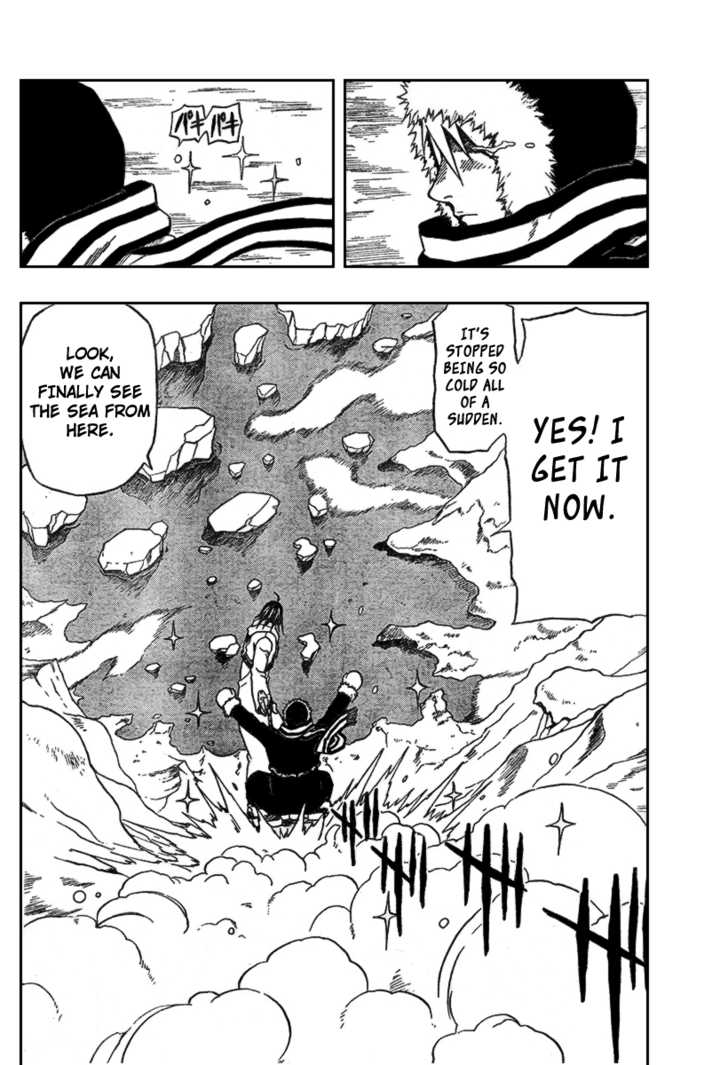 パキ
パキ
YES! I
GET IT
NOW.
IT'S
STOPPED
BEING SO
COLD ALL
OF A
SUDDEN.
LOOK,
WE CAN
FINALLY SEE
THE SEA FROM
HERE.